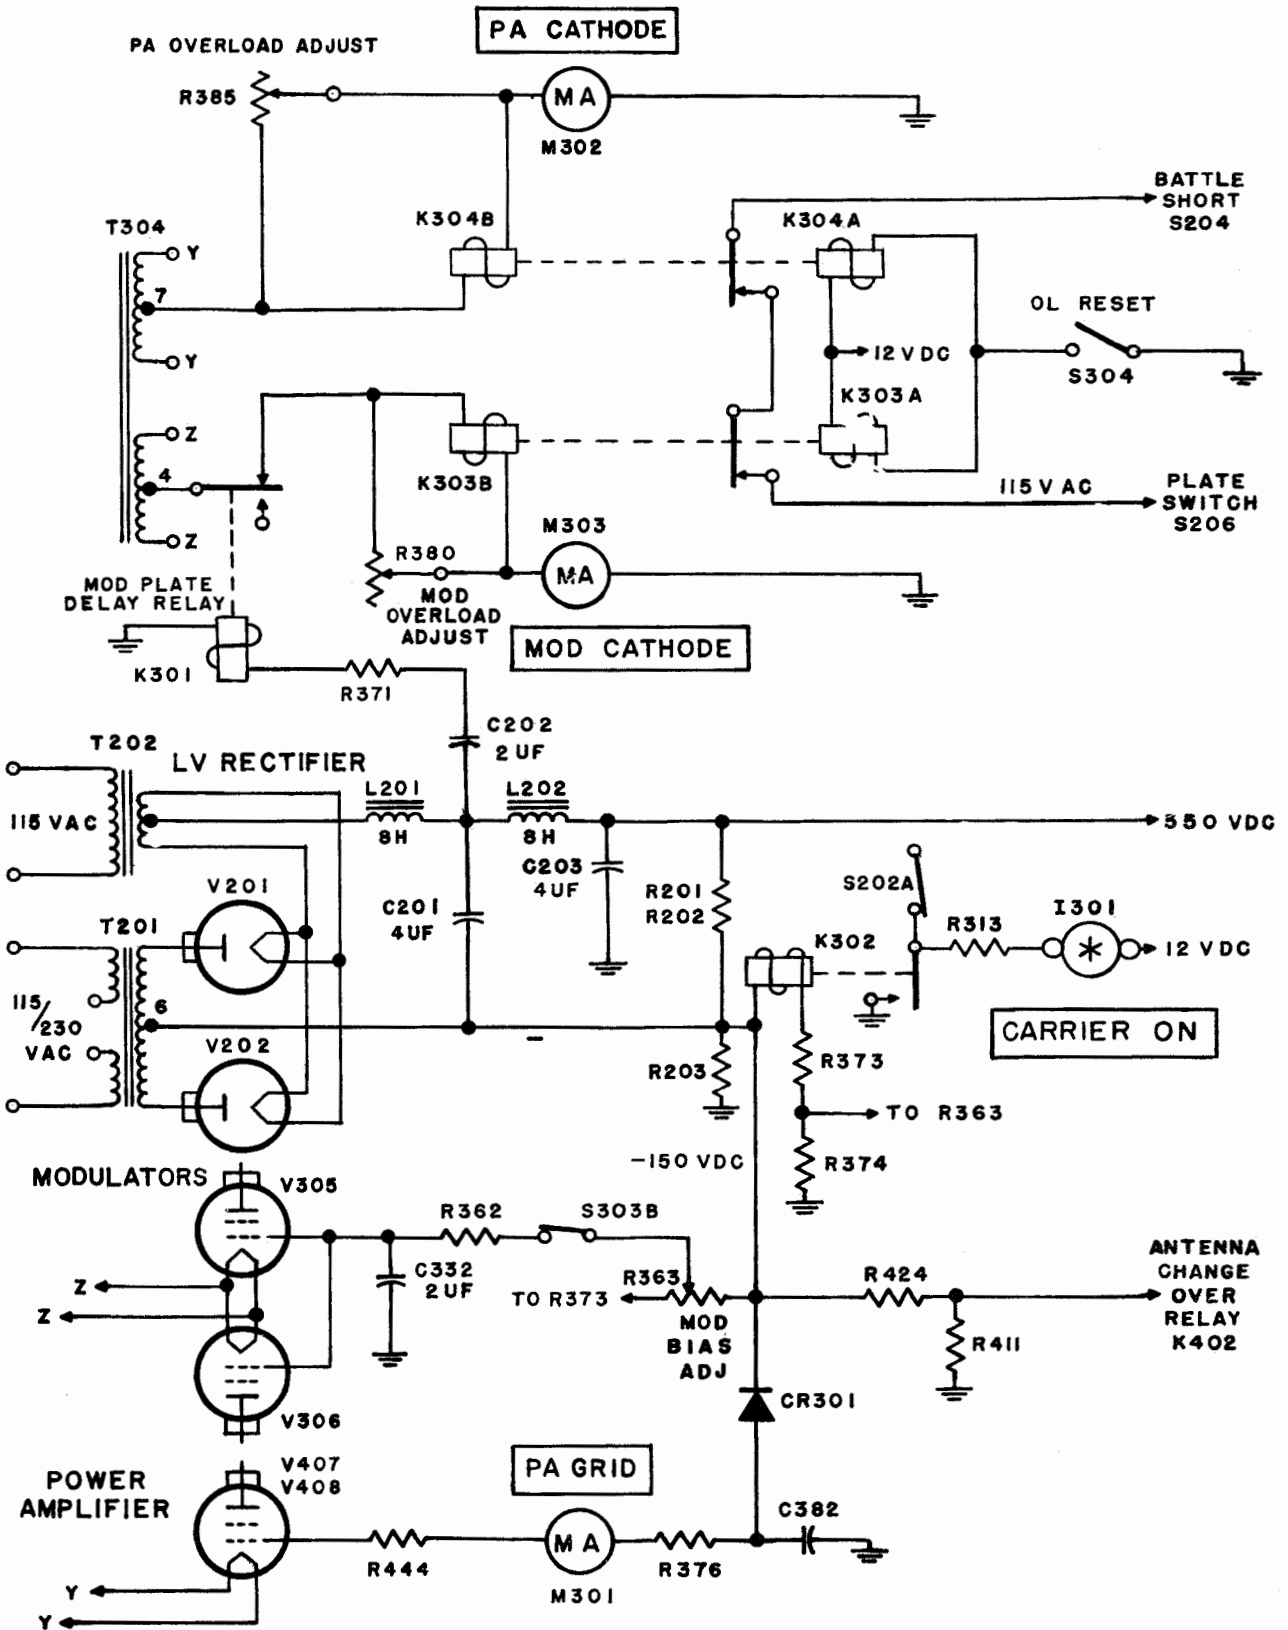 PA CATHODE
PA OVERLOAD ADJUST
R385
MA
M302
BATTLE
SHORT
S204
K304B
K304A
T304
Y
7
Y
OL RESET
12 VDC
S304
K303A
Z
4
Z
K303B
115V AC
PLATE
SWITCH
S206
M303
MA
R380
MOD
OVERLOAD
ADJUST
MOD PLATE
DELAY RELAY
MOD CATHODE
K301
R371
C202
2 UF
T202
LV RECTIFIER
L201
8H
L202
8H
115 VAC
350 VDC
C203
4UF
V201
C201
4UF
R201
R202
S202A
R313
I301
12 VDC
T201
K302
115/230
VAC
6
–
CARRIER ON
V202
R203
R373
TO R363
–150 VDC
R374
MODULATORS
V305
R362
S303B
C332
2UF
Z
Z
TO R373
R363
MOD
BIAS
ADJ
R424
ANTENNA
CHANGE
OVER
RELAY
K402
R411
CR301
V306
V407
V408
POWER
AMPLIFIER
PA GRID
C382
MA
R444
M301
R376
Y
Y